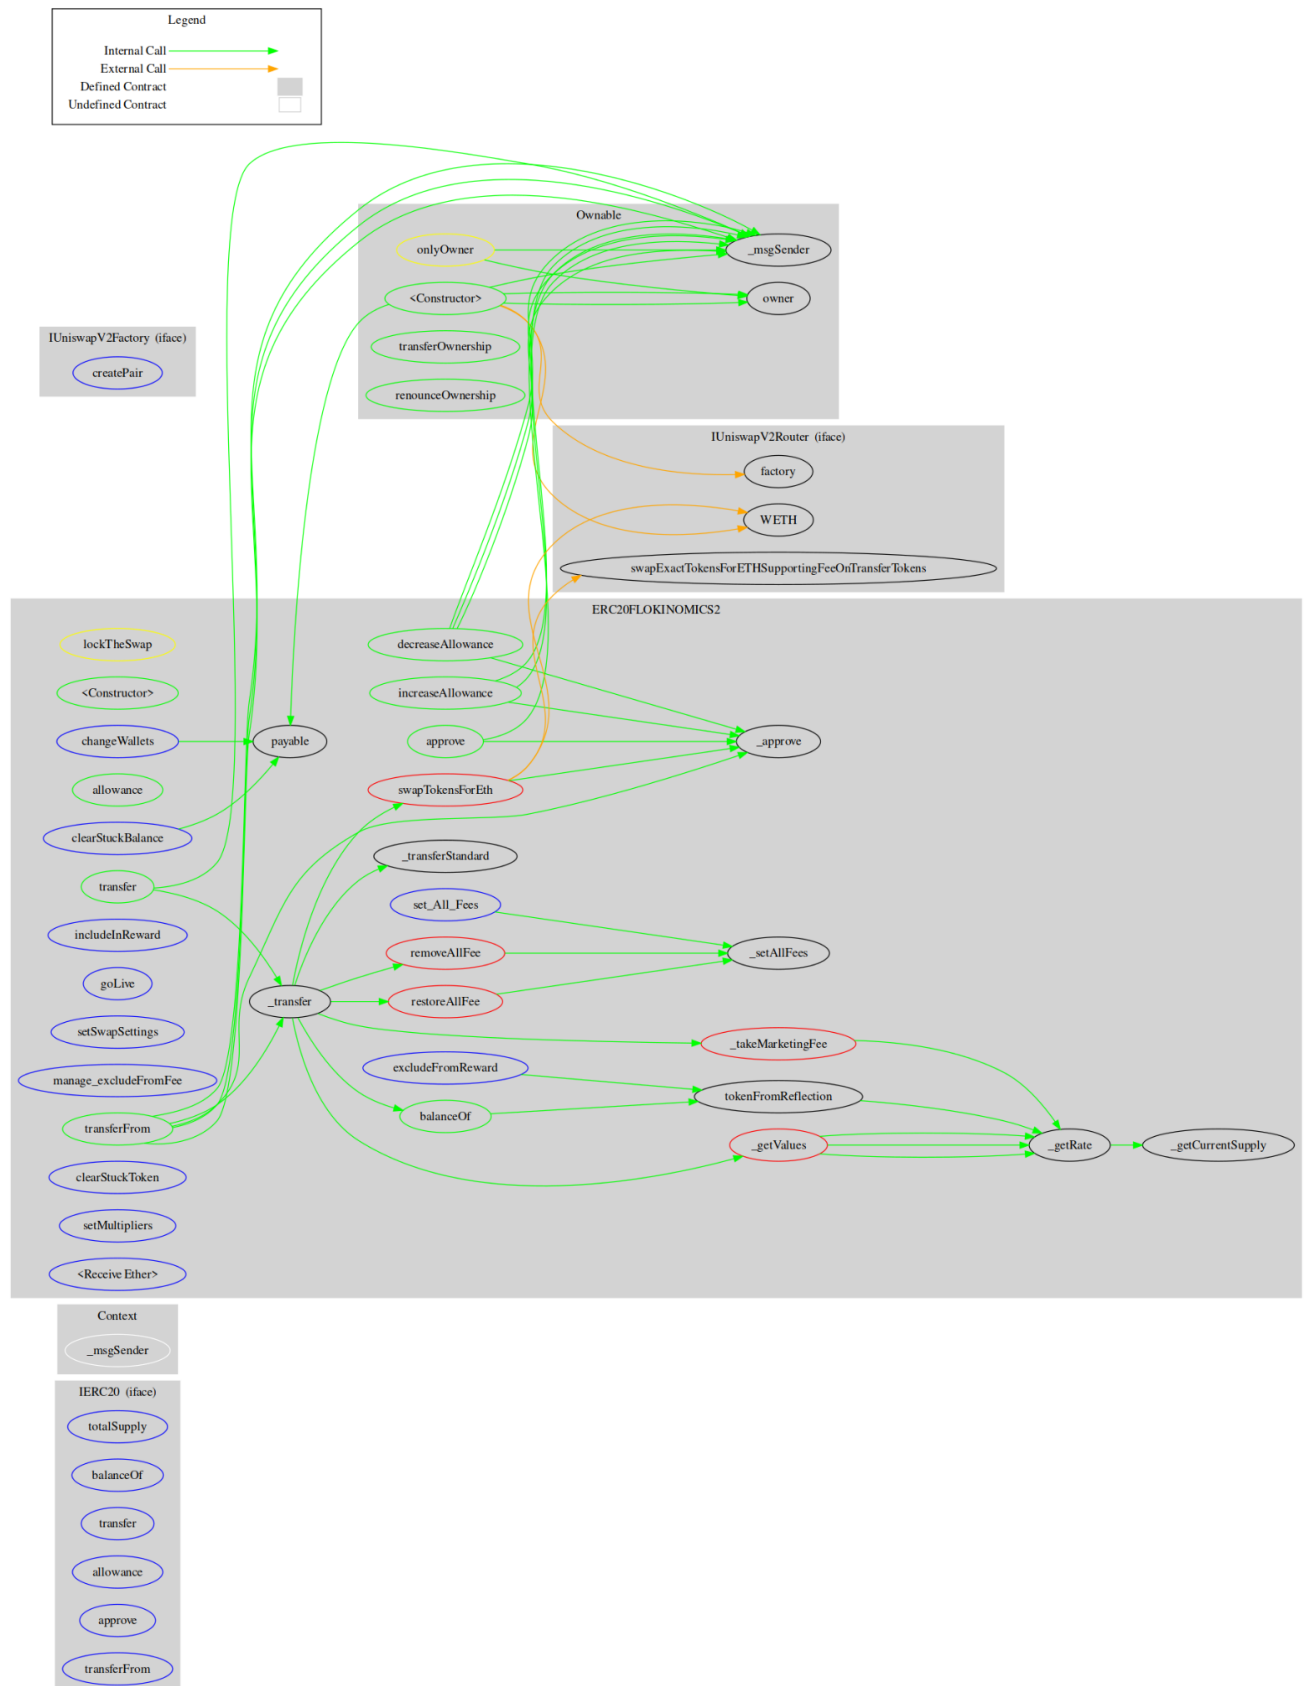 Legend
Internal Call
External Call
Defined Contract
Undefined Contract
Ownable
onlyOwner
_msgSender
<Constructor>
owner
transferOwnership
renounceOwnership
IUniswapV2Factory (iface)
createPair
IUniswapV2Router (iface)
factory
WETH
swapExactTokensForETHSupportingFeeOnTransferTokens
ERC20FLOKINOMICS2
lockTheSwap
<Constructor>
changeWallets
allowance
clearStuckBalance
transfer
includeInReward
goLive
setSwapSettings
manage_excludeFromFee
transferFrom
clearStuckToken
setMultipliers
<Receive Ether>
payable
_transfer
decreaseAllowance
increaseAllowance
approve
swapTokensForEth
_transferStandard
set_All_Fees
removeAllFee
restoreAllFee
excludeFromReward
balanceOf
_approve
_setAllFees
_takeMarketingFee
tokenFromReflection
_getValues
_getRate
_getCurrentSupply
Context
_msgSender
IERC20 (iface)
totalSupply
balanceOf
transfer
allowance
approve
transferFrom